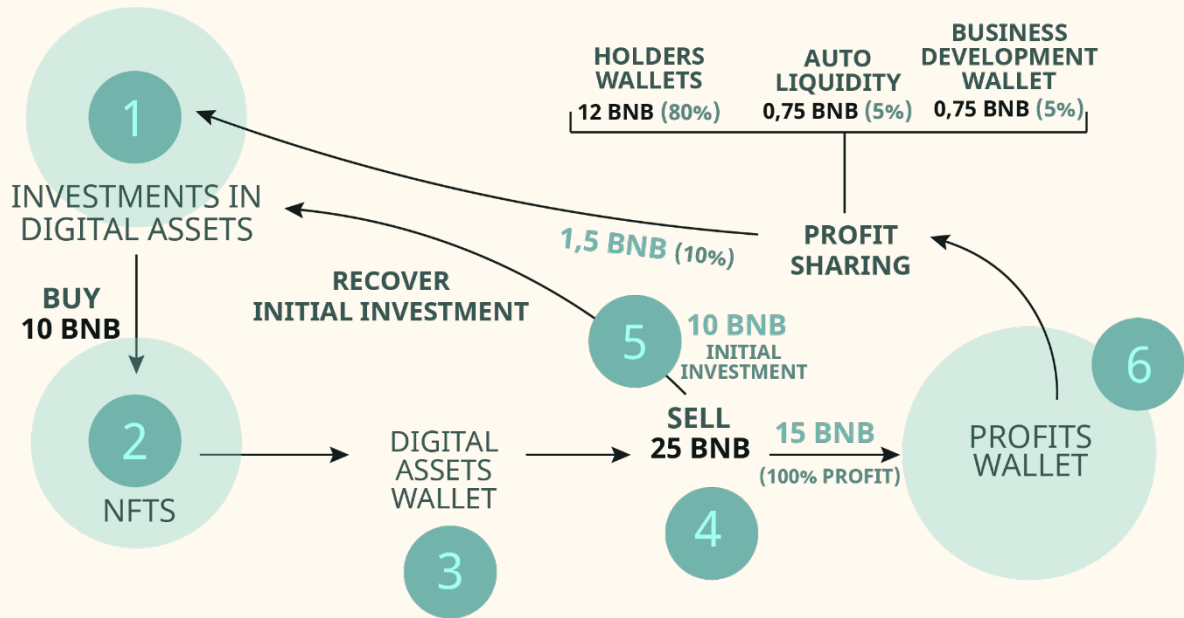 1
INVESTMENTS IN
DIGITAL ASSETS
BUY
10 BNB
2
NFTS
DIGITAL
ASSETS
WALLET
3
SELL
25 BNB
4
RECOVER
INITIAL INVESTMENT
5
10 BNB
INITIAL
INVESTMENT
15 BNB
(100% PROFIT)
PROFITS
WALLET
6
PROFIT
SHARING
1,5 BNB (10%)
HOLDERS
WALLETS
12 BNB (80%)
AUTO
LIQUIDITY
0,75 BNB (5%)
BUSINESS
DEVELOPMENT
WALLET
0,75 BNB (5%)